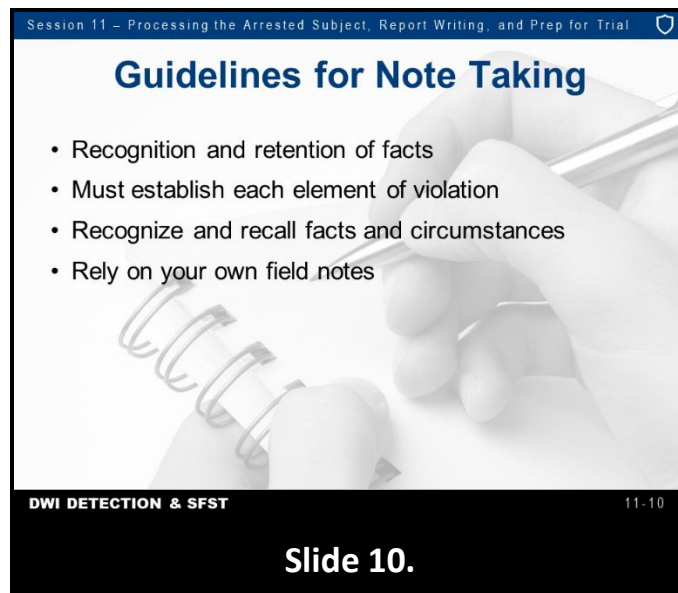 Session 11 – Processing the Arrested Subject, Report Writing, and Prep for Trial
Guidelines for Note Taking
• Recognition and retention of facts
• Must establish each element of violation
• Recognize and recall facts and circumstances
• Rely on your own field notes
DWI DETECTION & SFST 11-10
Slide 10.